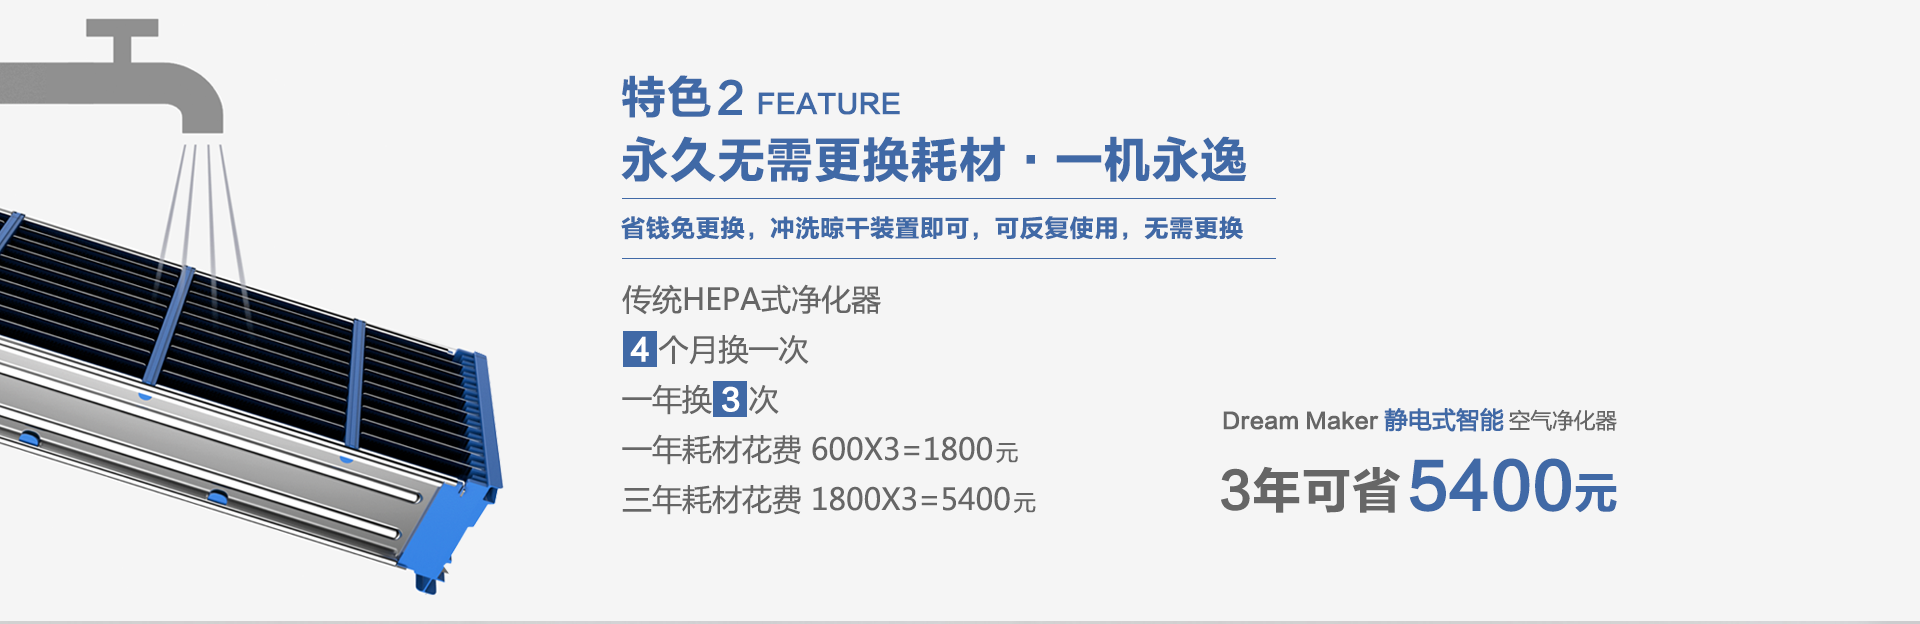 特色2 FEATURE
永久无需更换耗材·一机永逸
省钱免更换，冲洗晾干装置即可，可反复使用，无需更换
传统HEPA式净化器
4个月换一次
一年换3次
一年耗材花费 600X3=1800元
三年耗材花费 1800X3=5400元
Dream Maker 静电式智能 空气净化器
3年可省5400元